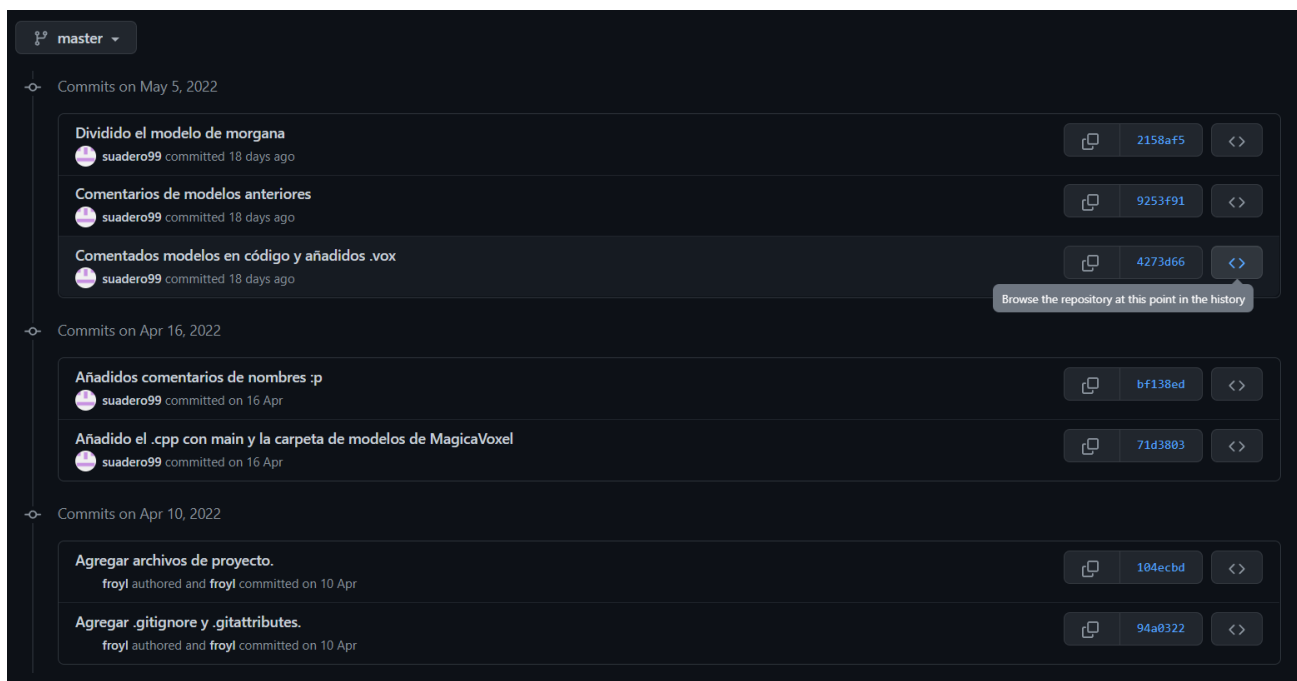 master
Commits on May 5, 2022
Dividido el modelo de morgana
suadero99 committed 18 days ago
2158af5
Comentarios de modelos anteriores
suadero99 committed 18 days ago
9253f91
Comentados modelos en código y añadidos .vox
suadero99 committed 18 days ago
4273d66
Browse the repository at this point in the history
Commits on Apr 16, 2022
Añadidos comentarios de nombres :p
suadero99 committed on 16 Apr
bf138ed
Añadido el .cpp con main y la carpeta de modelos de MagicaVoxel
suadero99 committed on 16 Apr
71d3803
Commits on Apr 10, 2022
Agregar archivos de proyecto.
froyl authored and froyl committed on 10 Apr
104ecbd
Agregar .gitignore y .gitattributes.
froyl authored and froyl committed on 10 Apr
94a0322